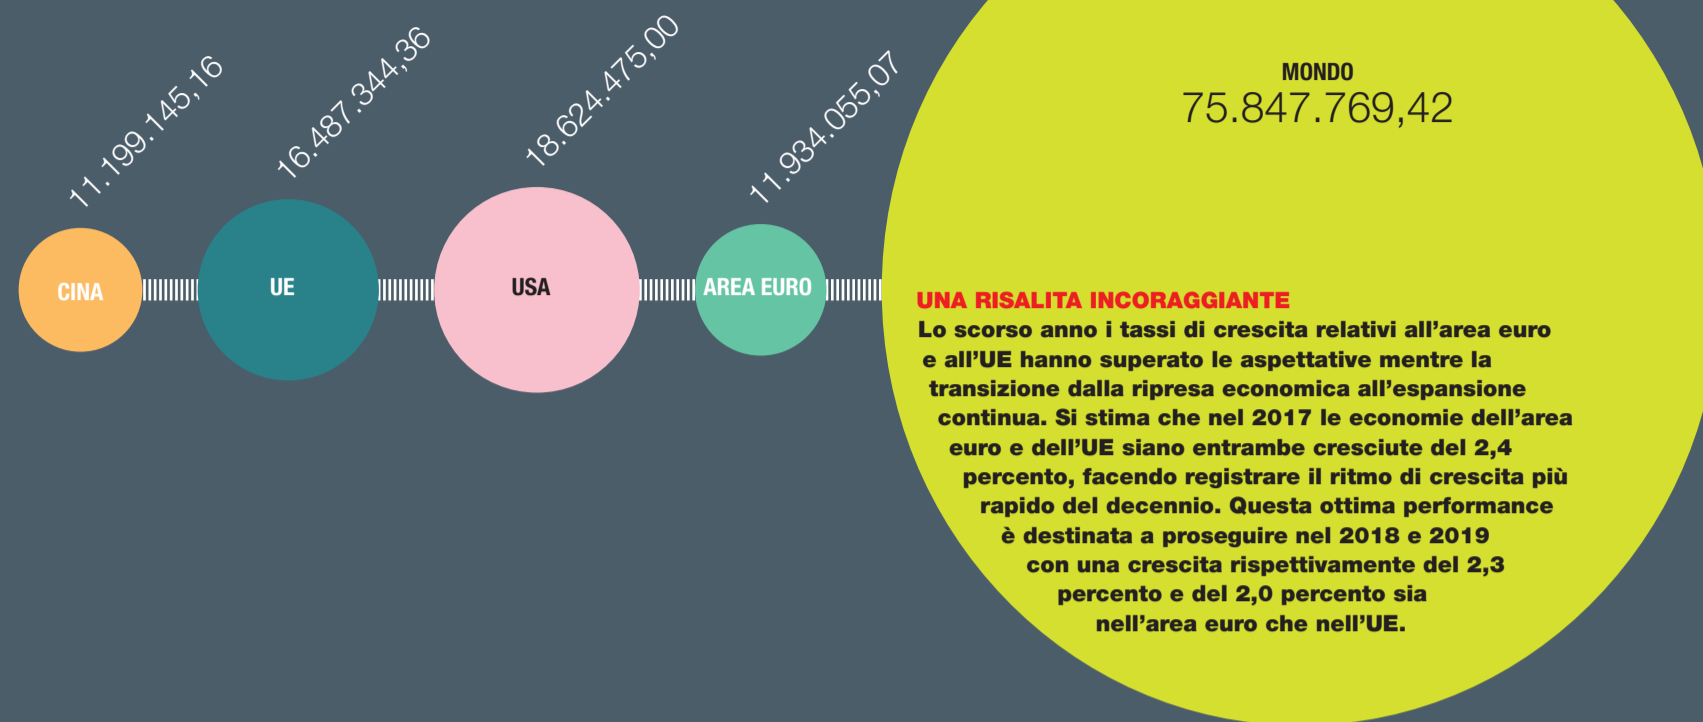 11.199.145,16
16.487.344,36
18.624.475,00
11.934.055,07
CINA
UE
USA
AREA EURO
MONDO
75.847.769,42
UNA RISALITA INCORAGGIANTE
Lo scorso anno i tassi di crescita relativi all’area euro
e all’UE hanno superato le aspettative mentre la
transizione dalla ripresa economica all’espansione
continua. Si stima che nel 2017 le economie dell’area
euro e dell’UE siano entrambe cresciute del 2,4
percento, facendo registrare il ritmo di crescita più
rapido del decennio. Questa ottima performance
è destinata a proseguire nel 2018 e 2019
con una crescita rispettivamente del 2,3
percento e del 2,0 percento sia
nell’area euro che nell’UE.